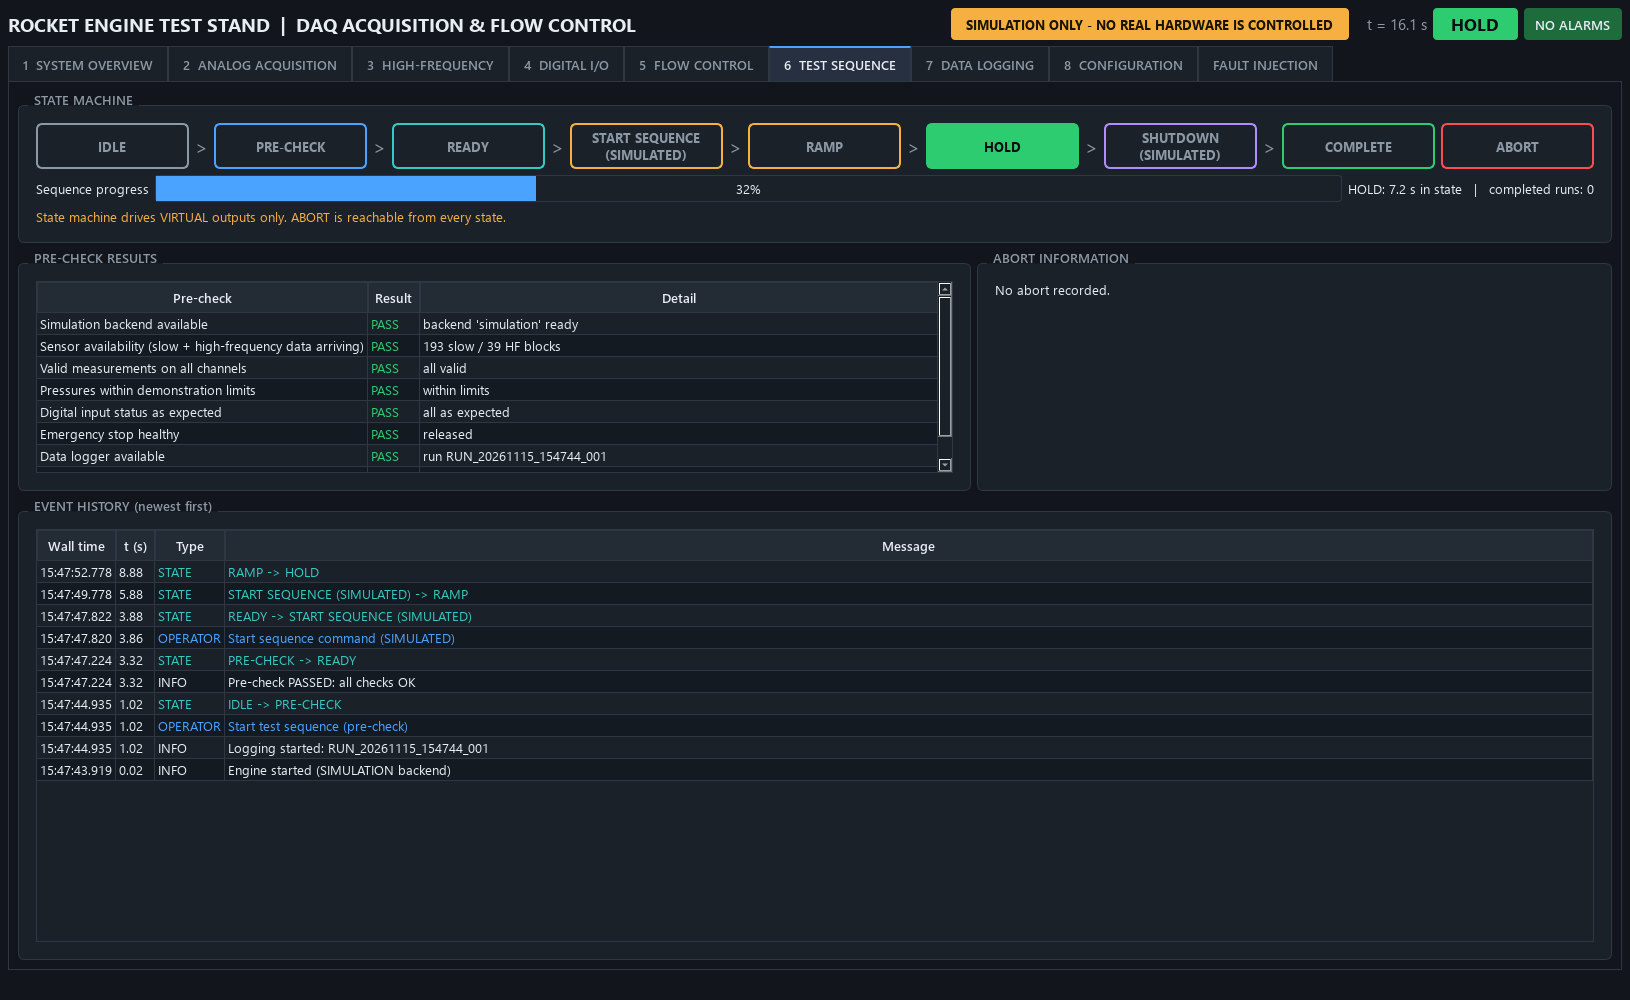 ROCKET ENGINE TEST STAND | DAQ ACQUISITION & FLOW CONTROL
SIMULATION ONLY - NO REAL HARDWARE IS CONTROLLED
t = 16.1 s
HOLD
NO ALARMS
1 SYSTEM OVERVIEW
2 ANALOG ACQUISITION
3 HIGH-FREQUENCY
4 DIGITAL I/O
5 FLOW CONTROL
6 TEST SEQUENCE
7 DATA LOGGING
8 CONFIGURATION
FAULT INJECTION
STATE MACHINE
IDLE
>
PRE-CHECK
>
READY
>
START SEQUENCE
(SIMULATED)
>
RAMP
>
HOLD
>
SHUTDOWN
(SIMULATED)
>
COMPLETE
ABORT
Sequence progress
32%
HOLD: 7.2 s in state | completed runs: 0
State machine drives VIRTUAL outputs only. ABORT is reachable from every state.
PRE-CHECK RESULTS
Pre-check Result Detail
Simulation backend available PASS backend 'simulation' ready
Sensor availability (slow + high-frequency data arriving) PASS 193 slow / 39 HF blocks
Valid measurements on all channels PASS all valid
Pressures within demonstration limits PASS within limits
Digital input status as expected PASS all as expected
Emergency stop healthy PASS released
Data logger available PASS run RUN_20261115_154744_001
ABORT INFORMATION
No abort recorded.
EVENT HISTORY (newest first)
Wall time t (s) Type Message
15:47:52.778 8.88 STATE RAMP -> HOLD
15:47:49.778 5.88 STATE START SEQUENCE (SIMULATED) -> RAMP
15:47:47.822 3.88 STATE READY -> START SEQUENCE (SIMULATED)
15:47:47.820 3.86 OPERATOR Start sequence command (SIMULATED)
15:47:47.224 3.32 STATE PRE-CHECK -> READY
15:47:47.224 3.32 INFO Pre-check PASSED: all checks OK
15:47:44.935 1.02 STATE IDLE -> PRE-CHECK
15:47:44.935 1.02 OPERATOR Start test sequence (pre-check)
15:47:44.935 1.02 INFO Logging started: RUN_20261115_154744_001
15:47:43.919 0.02 INFO Engine started (SIMULATION backend)